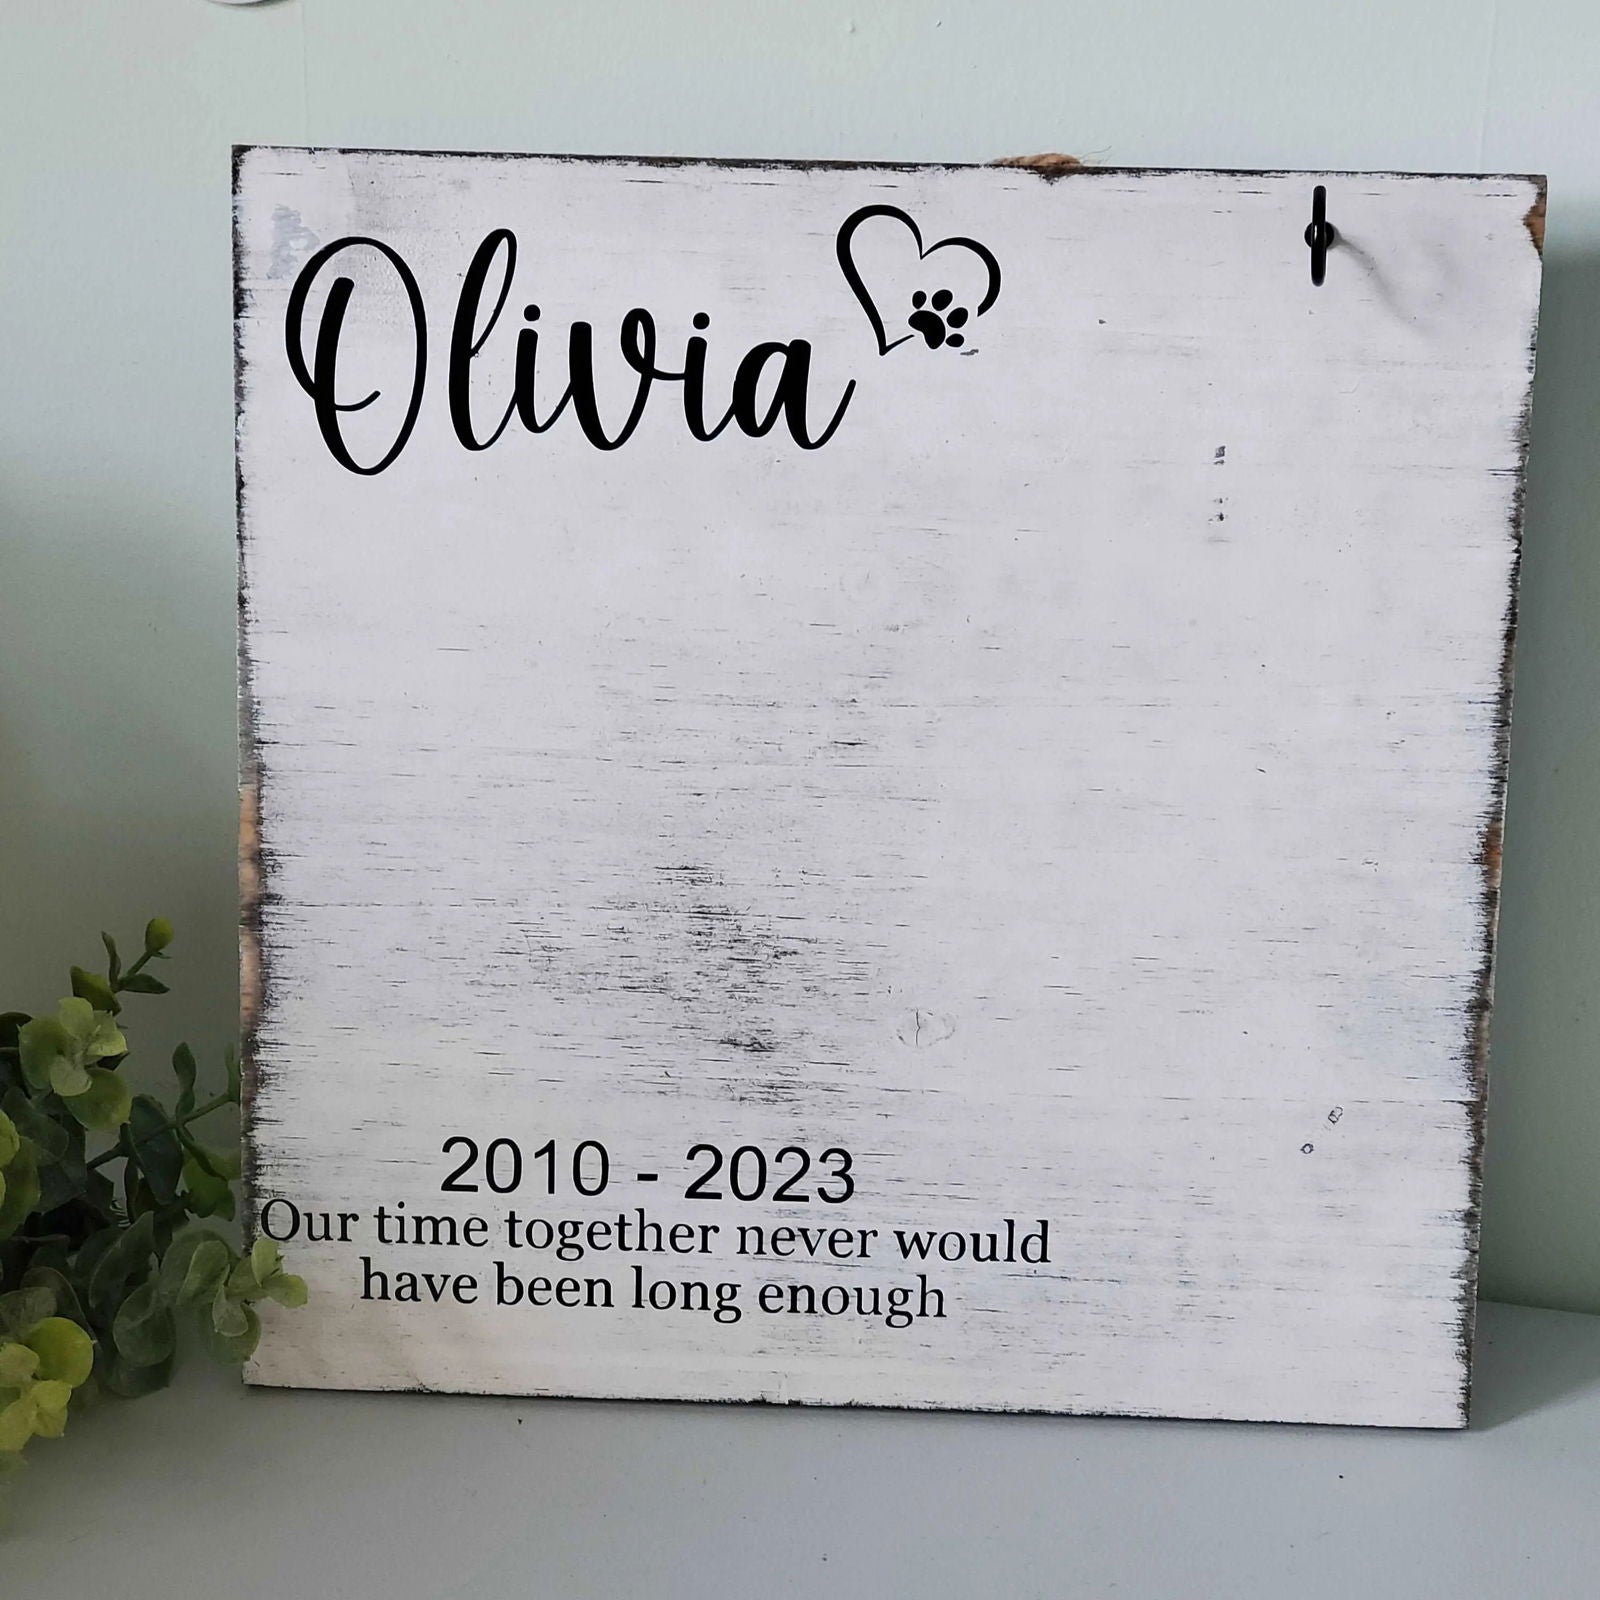 Olivia
2010 - 2023
Our time together never would
have been long enough